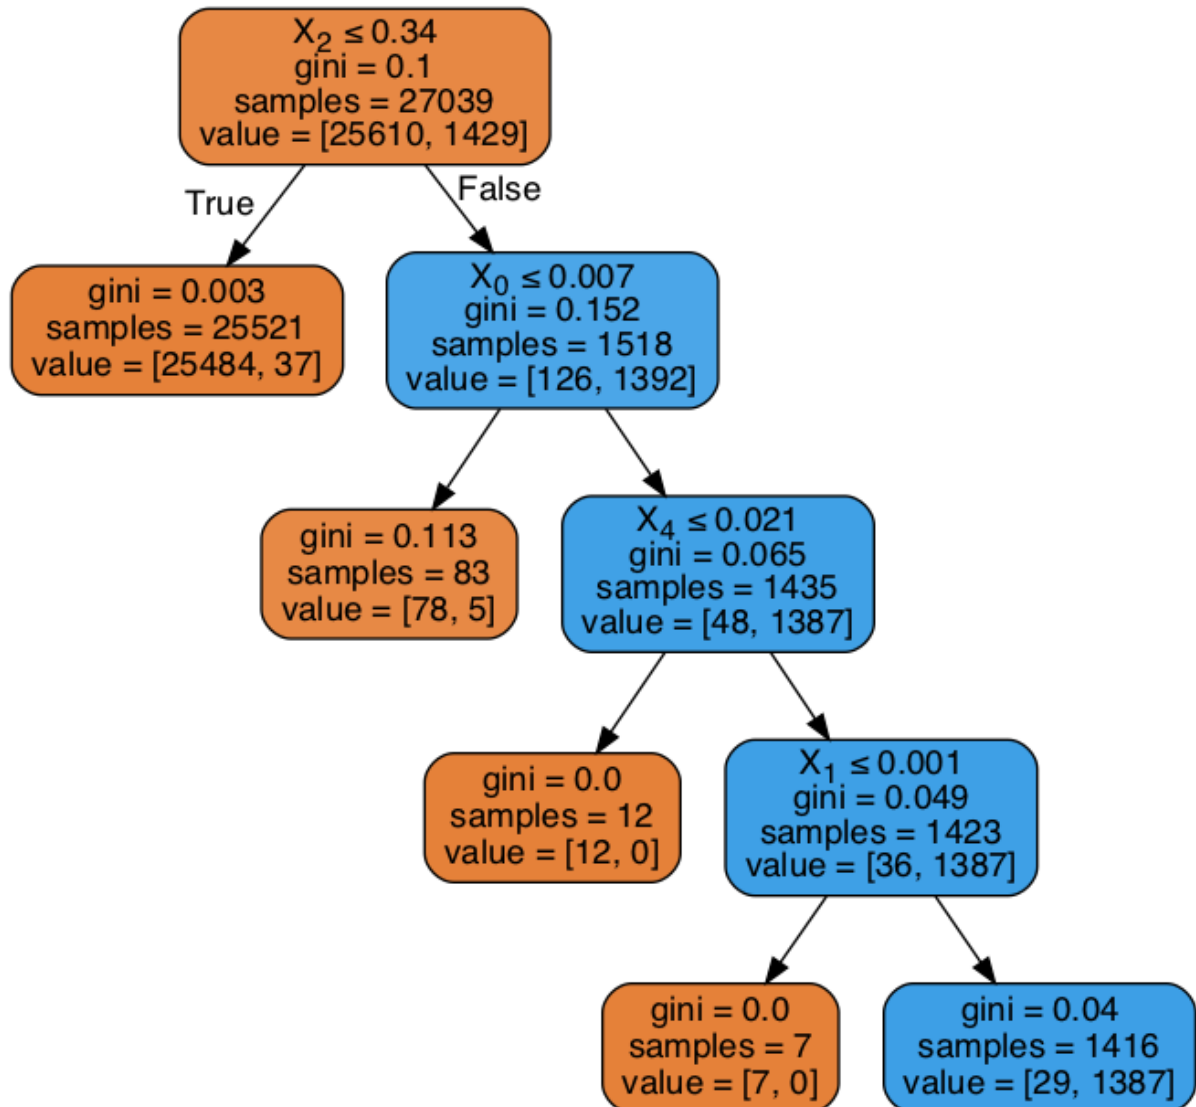 X₂ ≤ 0.34
gini = 0.1
samples = 27039
value = [25610, 1429]
True
False
gini = 0.003
samples = 25521
value = [25484, 37]
X₀ ≤ 0.007
gini = 0.152
samples = 1518
value = [126, 1392]
gini = 0.113
samples = 83
value = [78, 5]
X₄ ≤ 0.021
gini = 0.065
samples = 1435
value = [48, 1387]
gini = 0.0
samples = 12
value = [12, 0]
X₁ ≤ 0.001
gini = 0.049
samples = 1423
value = [36, 1387]
gini = 0.0
samples = 7
value = [7, 0]
gini = 0.04
samples = 1416
value = [29, 1387]